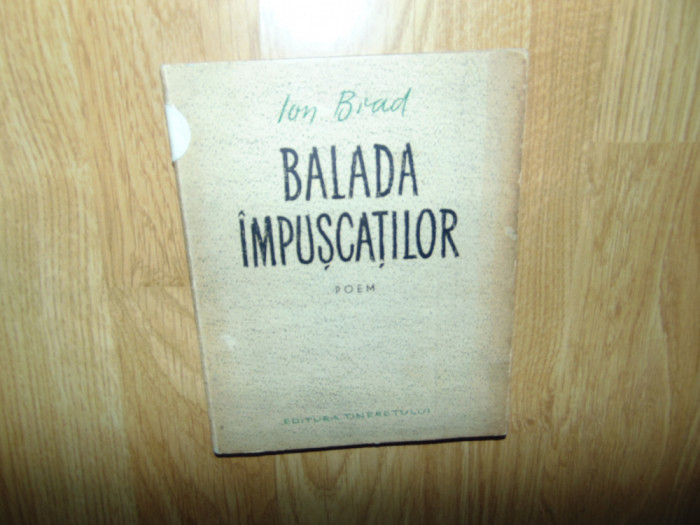 Ion Brad
BALADA
ÎMPUȘCAȚILOR
POEM
EDITURA TINERETULUI